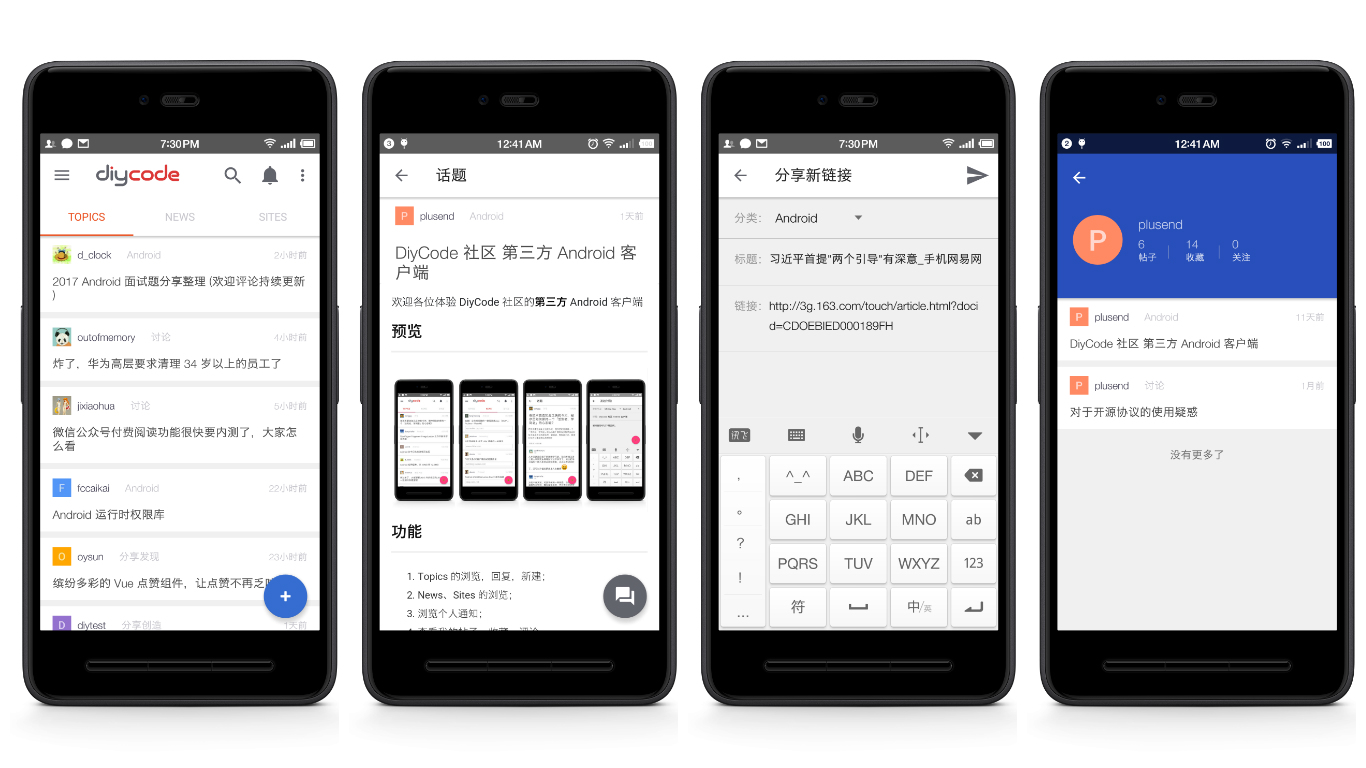 7:30PM
diycode
TOPICS NEWS SITES
d_clock Android 2小时前
2017 Android 面试题分享整理 (欢迎评论持续更新
)
outofmemory 讨论 4小时前
炸了，华为高层要求清理 34 岁以上的员工了
jixiaohua 讨论 5小时前
微信公众号付费阅读功能很快要内测了，大家怎
么看
F fccaikai Android 22小时前
Android 运行时权限库
O oysun 分享发现 23小时前
缤纷多彩的 Vue 点赞组件，让点赞不再乏
+
D diytest 分享创造 1天前
3 12:41AM 100
话题
P plusend Android 1天前
DiyCode 社区 第三方 Android 客
户端
欢迎各位体验 DiyCode 社区的第三方 Android 客户端
预览
功能
1. Topics 的浏览，回复，新建；
2. News、Sites 的浏览；
3. 浏览个人通知；
7:30PM
分享新链接
分类： Android
标题： 习近平首提"两个引导"有深意_手机网易网
链接： http://3g.163.com/touch/article.html?doci
d=CDOEBIED000189FH
讯飞
， ^_^ ABC DEF
。 GHI JKL MNO ab
? PQRS TUV WXYZ 123
!
... 符 中/英
2 12:41AM 100
P plusend
6 14 0
帖子 收藏 关注
P plusend Android 11天前
DiyCode 社区 第三方 Android 客户端
P plusend 讨论 1月前
对于开源协议的使用疑惑
没有更多了